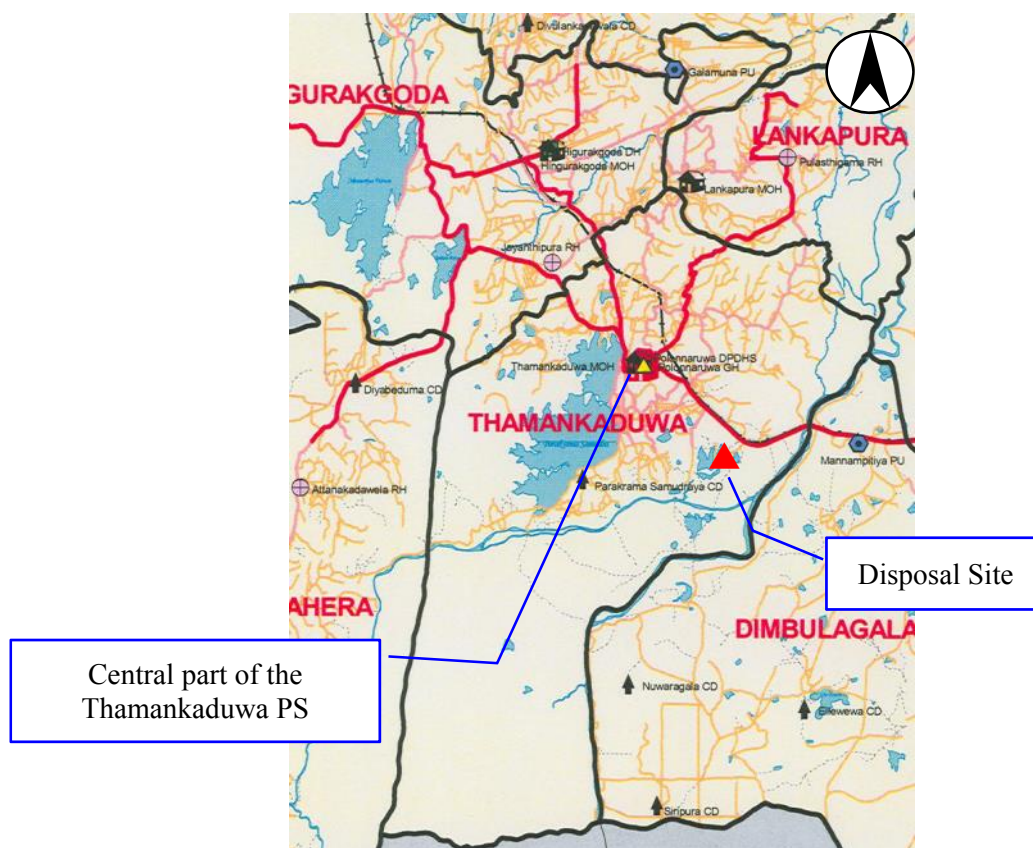 Divulankadawala CD
Galamuna PU
GURAKGODA
LANKAPURA
Higurakgoda DH
Hingurakgoda MOH
Pulasthigama RH
Lankapura MOH
Jayanthipura RH
Polonnaruwa DPDHS
Thamankaduwa MOH
Polonnaruwa GH
Diyabeduma CD
THAMANKADUWA
Mannampitiya PU
Attanakadawela RH
Parakrama Samudraya CD
Disposal Site
AHERA
DIMBULAGALA
Central part of the
Thamankaduwa PS
Nuwaragala CD
Ellewewa CD
Siripura CD